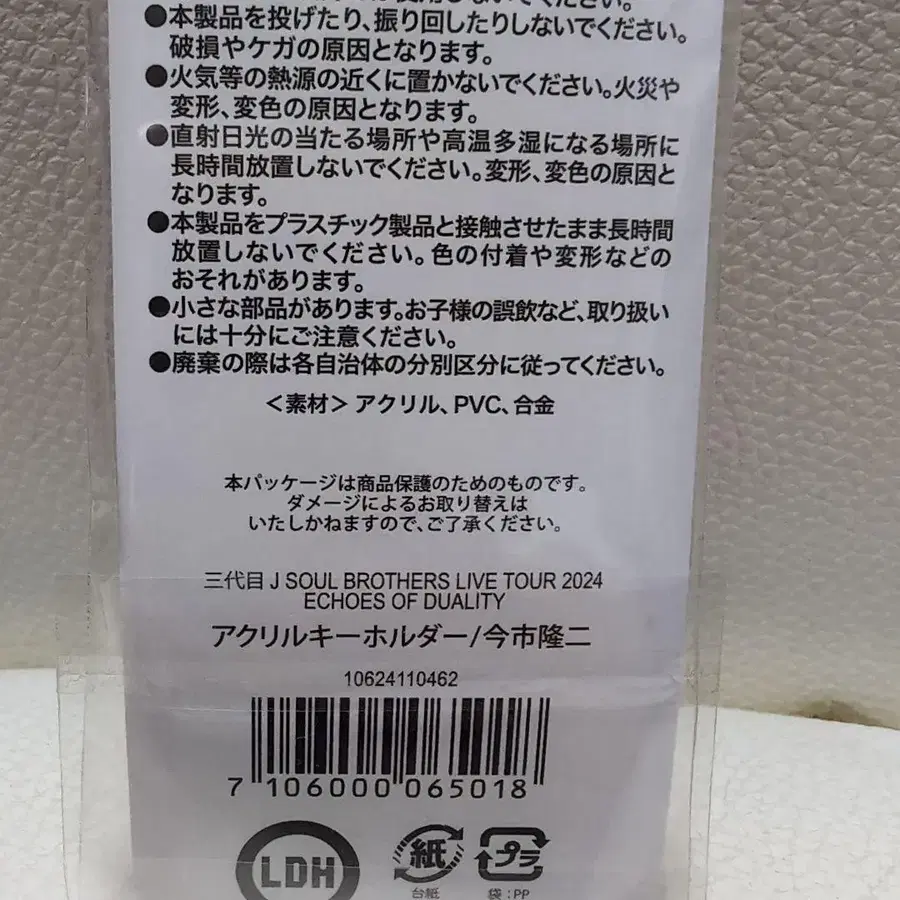 使用しないでください。
●本製品を投げたり、振り回したりしないでください。
破損やケガの原因となります。
●火気等の熱源の近くに置かないでください。火災や
変形、変色の原因となります。
●直射日光の当たる場所や高温多湿になる場所に
長時間放置しないでください。変形、変色の原因と
なります。
●本製品をプラスチック製品と接触させたまま長時間
放置しないでください。色の付着や変形などの
おそれがあります。
●小さな部品があります。お子様の誤飲など、取り扱い
には十分にご注意ください。
●廃棄の際は各自治体の分別区分に従ってください。
＜素材＞アクリル、PVC、合金
本パッケージは商品保護のためのものです。
ダメージによるお取り替えは
いたしかねますので、ご了承ください。
三代目 J SOUL BROTHERS LIVE TOUR 2024
ECHOES OF DUALITY
アクリルキーホルダー/今市隆二
10624110462
7 106000 065018
LDH
紙
プラ
台紙
袋:PP